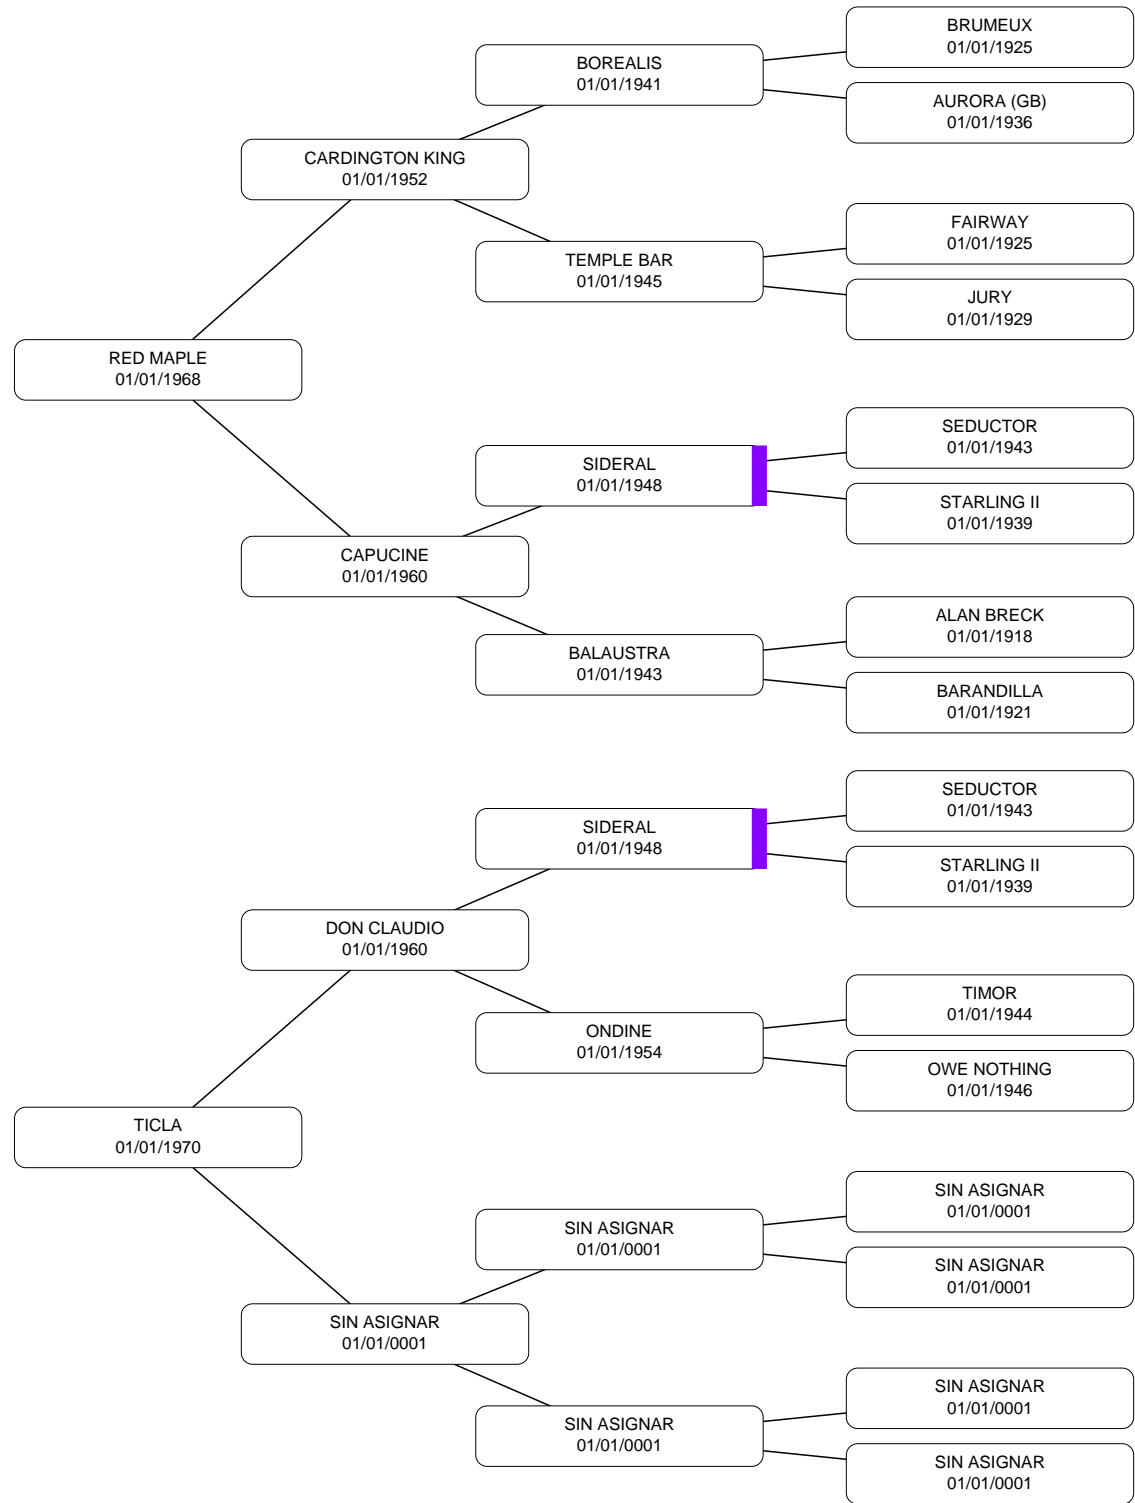 BRUMEUX
01/01/1925
BOREALIS
01/01/1941
AURORA (GB)
01/01/1936
CARDINGTON KING
01/01/1952
FAIRWAY
01/01/1925
TEMPLE BAR
01/01/1945
JURY
01/01/1929
RED MAPLE
01/01/1968
SEDUCTOR
01/01/1943
SIDERAL
01/01/1948
STARLING II
01/01/1939
CAPUCINE
01/01/1960
ALAN BRECK
01/01/1918
BALAUSTRA
01/01/1943
BARANDILLA
01/01/1921
SEDUCTOR
01/01/1943
SIDERAL
01/01/1948
STARLING II
01/01/1939
DON CLAUDIO
01/01/1960
TIMOR
01/01/1944
ONDINE
01/01/1954
OWE NOTHING
01/01/1946
TICLA
01/01/1970
SIN ASIGNAR
01/01/0001
SIN ASIGNAR
01/01/0001
SIN ASIGNAR
01/01/0001
SIN ASIGNAR
01/01/0001
SIN ASIGNAR
01/01/0001
SIN ASIGNAR
01/01/0001
SIN ASIGNAR
01/01/0001